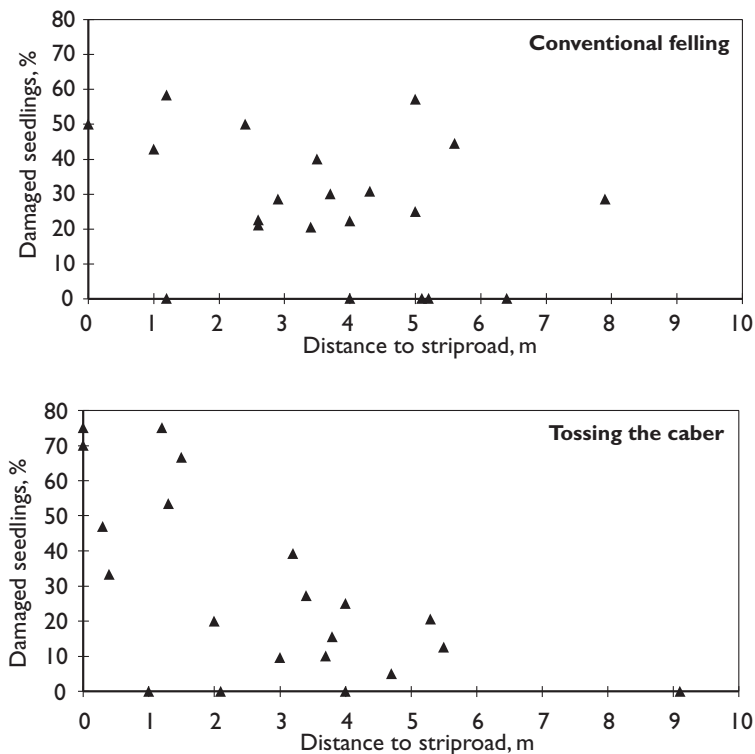 Conventional felling
Damaged seedlings, %
80
70
60
50
40
30
20
10
0
0 1 2 3 4 5 6 7 8 9 10
Distance to striproad, m
Tossing the caber
Damaged seedlings, %
80
70
60
50
40
30
20
10
0
0 1 2 3 4 5 6 7 8 9 10
Distance to striproad, m